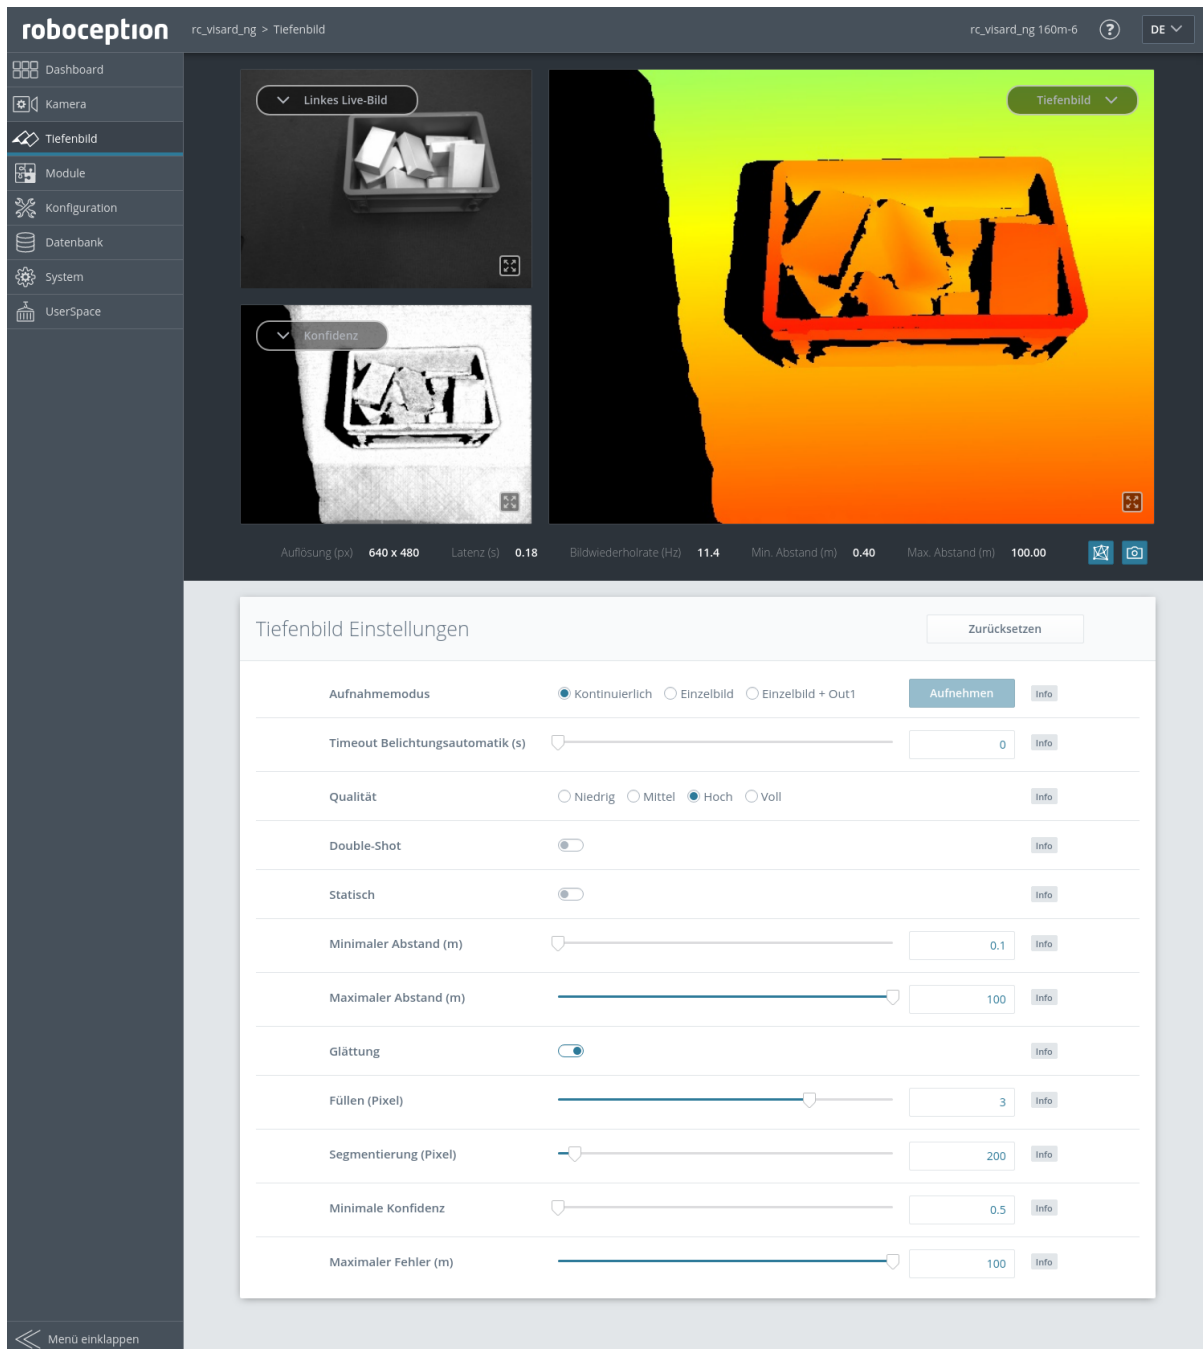 roboception
rc_visard_ng > Tiefenbild
rc_visard_ng 160m-6
?
DE
Dashboard
Kamera
Tiefenbild
Module
Konfiguration
Datenbank
System
UserSpace
Menü einklappen
Linkes Live-Bild
Tiefenbild
Konfidenz
Auflösung (px) 640 x 480 Latenz (s) 0.18 Bildwiederholrate (Hz) 11.4 Min. Abstand (m) 0.40 Max. Abstand (m) 100.00
Tiefenbild Einstellungen Zurücksetzen
Aufnahmemodus Kontinuierlich Einzelbild Einzelbild + Out1 Aufnehmen Info
Timeout Belichtungsautomatik (s) 0 Info
Qualität Niedrig Mittel Hoch Voll Info
Double-Shot Info
Statisch Info
Minimaler Abstand (m) 0.1 Info
Maximaler Abstand (m) 100 Info
Glättung Info
Füllen (Pixel) 3 Info
Segmentierung (Pixel) 200 Info
Minimale Konfidenz 0.5 Info
Maximaler Fehler (m) 100 Info